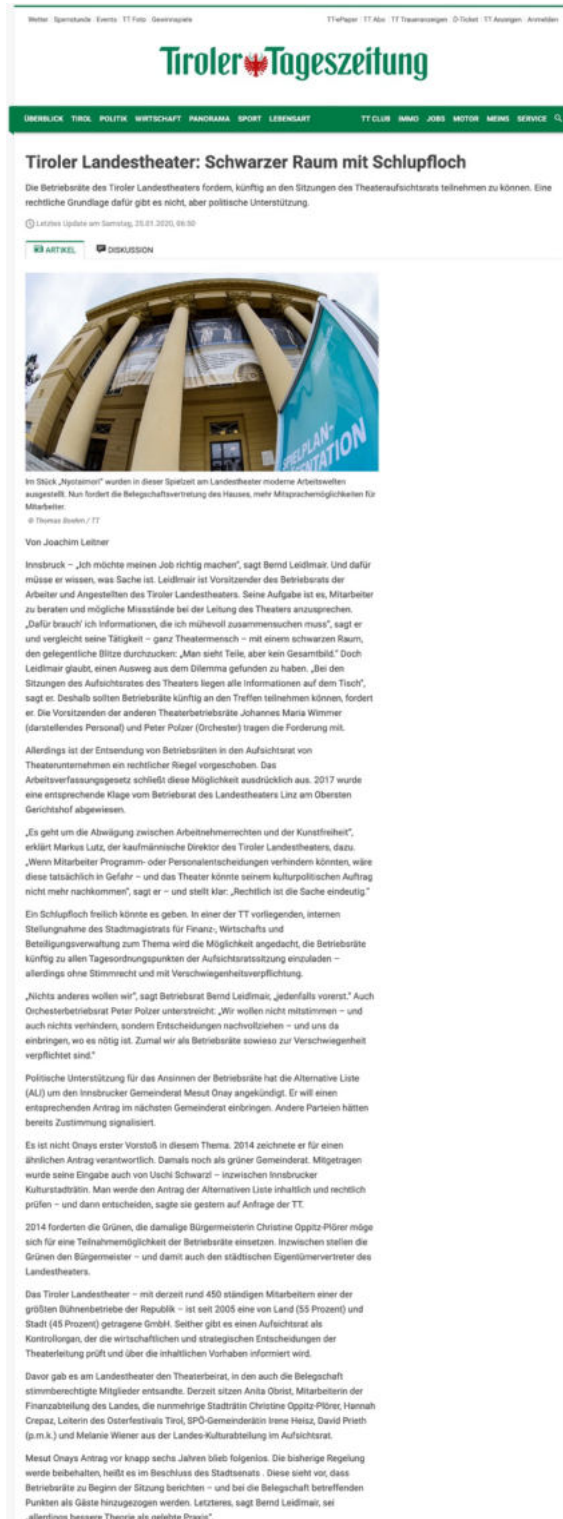 Wetter Sperrstunde Events TT Foto Gewinnspiele TT-ePaper TT Abo TT Traueranzeigen Ö-Ticket TT Anzeigen Anmelden
Tiroler Tageszeitung
ÜBERBLICK TIROL POLITIK WIRTSCHAFT PANORAMA SPORT LEBENSART TT CLUB IMMO JOBS MOTOR MEINS SERVICE
Tiroler Landestheater: Schwarzer Raum mit Schlupfloch
Die Betriebsräte des Tiroler Landestheaters fordern, künftig an den Sitzungen des Theateraufsichtsrats teilnehmen zu können. Eine
rechtliche Grundlage dafür gibt es nicht, aber politische Unterstützung.
Letztes Update am Samstag, 25.01.2020, 06:50
ARTIKEL DISKUSSION
SPIELPLAN-
ENTATION
Im Stück „Nyotaimori" wurden in dieser Spielzeit am Landestheater moderne Arbeitswelten
ausgestellt. Nun fordert die Belegschaftsvertretung des Hauses, mehr Mitsprachemöglichkeiten für
Mitarbeiter.
© Thomas Boehm / TT
Von Joachim Leitner
Innsbruck – „Ich möchte meinen Job richtig machen", sagt Bernd Leidlmair. Und dafür
müsse er wissen, was Sache ist. Leidlmair ist Vorsitzender des Betriebsrats der
Arbeiter und Angestellten des Tiroler Landestheaters. Seine Aufgabe ist es, Mitarbeiter
zu beraten und mögliche Missstände bei der Leitung des Theaters anzusprechen.
„Dafür brauch' ich Informationen, die ich mühevoll zusammensuchen muss", sagt er
und vergleicht seine Tätigkeit – ganz Theatermensch – mit einem schwarzen Raum,
den gelegentliche Blitze durchzucken: „Man sieht Teile, aber kein Gesamtbild." Doch
Leidlmair glaubt, einen Ausweg aus dem Dilemma gefunden zu haben. „Bei den
Sitzungen des Aufsichtsrates des Theaters liegen alle Informationen auf dem Tisch",
sagt er. Deshalb sollten Betriebsräte künftig an den Treffen teilnehmen können, fordert
er. Die Vorsitzenden der anderen Theaterbetriebsräte Johannes Maria Wimmer
(darstellendes Personal) und Peter Polzer (Orchester) tragen die Forderung mit.
Allerdings ist der Entsendung von Betriebsräten in den Aufsichtsrat von
Theaterunternehmen ein rechtlicher Riegel vorgeschoben. Das
Arbeitsverfassungsgesetz schließt diese Möglichkeit ausdrücklich aus. 2017 wurde
eine entsprechende Klage vom Betriebsrat des Landestheaters Linz am Obersten
Gerichtshof abgewiesen.
„Es geht um die Abwägung zwischen Arbeitnehmerrechten und der Kunstfreiheit",
erklärt Markus Lutz, der kaufmännische Direktor des Tiroler Landestheaters, dazu.
„Wenn Mitarbeiter Programm- oder Personalentscheidungen verhindern könnten, wäre
diese tatsächlich in Gefahr – und das Theater könnte seinem kulturpolitischen Auftrag
nicht mehr nachkommen", sagt er – und stellt klar: „Rechtlich ist die Sache eindeutig."
Ein Schlupfloch freilich könnte es geben. In einer der TT vorliegenden, internen
Stellungnahme des Stadtmagistrats für Finanz-, Wirtschafts und
Beteiligungsverwaltung zum Thema wird die Möglichkeit angedacht, die Betriebsräte
künftig zu allen Tagesordnungspunkten der Aufsichtsratssitzung einzuladen –
allerdings ohne Stimmrecht und mit Verschwiegenheitsverpflichtung.
„Nichts anderes wollen wir", sagt Betriebsrat Bernd Leidlmair, „jedenfalls vorerst." Auch
Orchesterbetriebsrat Peter Polzer unterstreicht: „Wir wollen nicht mitstimmen – und
auch nichts verhindern, sondern Entscheidungen nachvollziehen – und uns da
einbringen, wo es nötig ist. Zumal wir als Betriebsräte sowieso zur Verschwiegenheit
verpflichtet sind."
Politische Unterstützung für das Ansinnen der Betriebsräte hat die Alternative Liste
(ALI) um den Innsbrucker Gemeinderat Mesut Onay angekündigt. Er will einen
entsprechenden Antrag im nächsten Gemeinderat einbringen. Andere Parteien hätten
bereits Zustimmung signalisiert.
Es ist nicht Onays erster Vorstoß in diesem Thema. 2014 zeichnete er für einen
ähnlichen Antrag verantwortlich. Damals noch als grüner Gemeinderat. Mitgetragen
wurde seine Eingabe auch von Uschi Schwarzl – inzwischen Innsbrucker
Kulturstadträtin. Man werde den Antrag der Alternativen Liste inhaltlich und rechtlich
prüfen – und dann entscheiden, sagte sie gestern auf Anfrage der TT.
2014 forderten die Grünen, die damalige Bürgermeisterin Christine Oppitz-Plörer möge
sich für eine Teilnahmemöglichkeit der Betriebsräte einsetzen. Inzwischen stellen die
Grünen den Bürgermeister – und damit auch den städtischen Eigentümervertreter des
Landestheaters.
Das Tiroler Landestheater – mit derzeit rund 450 ständigen Mitarbeitern einer der
größten Bühnenbetriebe der Republik – ist seit 2005 eine von Land (55 Prozent) und
Stadt (45 Prozent) getragene GmbH. Seither gibt es einen Aufsichtsrat als
Kontrollorgan, der die wirtschaftlichen und strategischen Entscheidungen der
Theaterleitung prüft und über die inhaltlichen Vorhaben informiert wird.
Davor gab es am Landestheater den Theaterbeirat, in den auch die Belegschaft
stimmberechtigte Mitglieder entsandte. Derzeit sitzen Anita Obrist, Mitarbeiterin der
Finanzabteilung des Landes, die nunmehrige Stadträtin Christine Oppitz-Plörer, Hannah
Crepaz, Leiterin des Osterfestivals Tirol, SPÖ-Gemeinderätin Irene Heisz, David Prieth
(p.m.k.) und Melanie Wiener aus der Landes-Kulturabteilung im Aufsichtsrat.
Mesut Onays Antrag vor knapp sechs Jahren blieb folgenlos. Die bisherige Regelung
werde beibehalten, heißt es im Beschluss des Stadtsenats . Diese sieht vor, dass
Betriebsräte zu Beginn der Sitzung berichten – und bei die Belegschaft betreffenden
Punkten als Gäste hinzugezogen werden. Letzteres, sagt Bernd Leidlmair, sei
„allerdings bessere Theorie als gelebte Praxis"